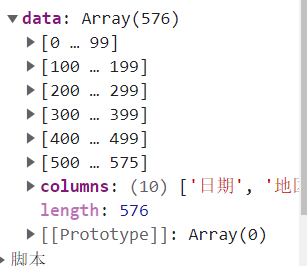 data: Array(576)
[0 … 99]
[100 … 199]
[200 … 299]
[300 … 399]
[400 … 499]
[500 … 575]
columns: (10) ['日期', '地
length: 576
[[Prototype]]: Array(0)
脚本